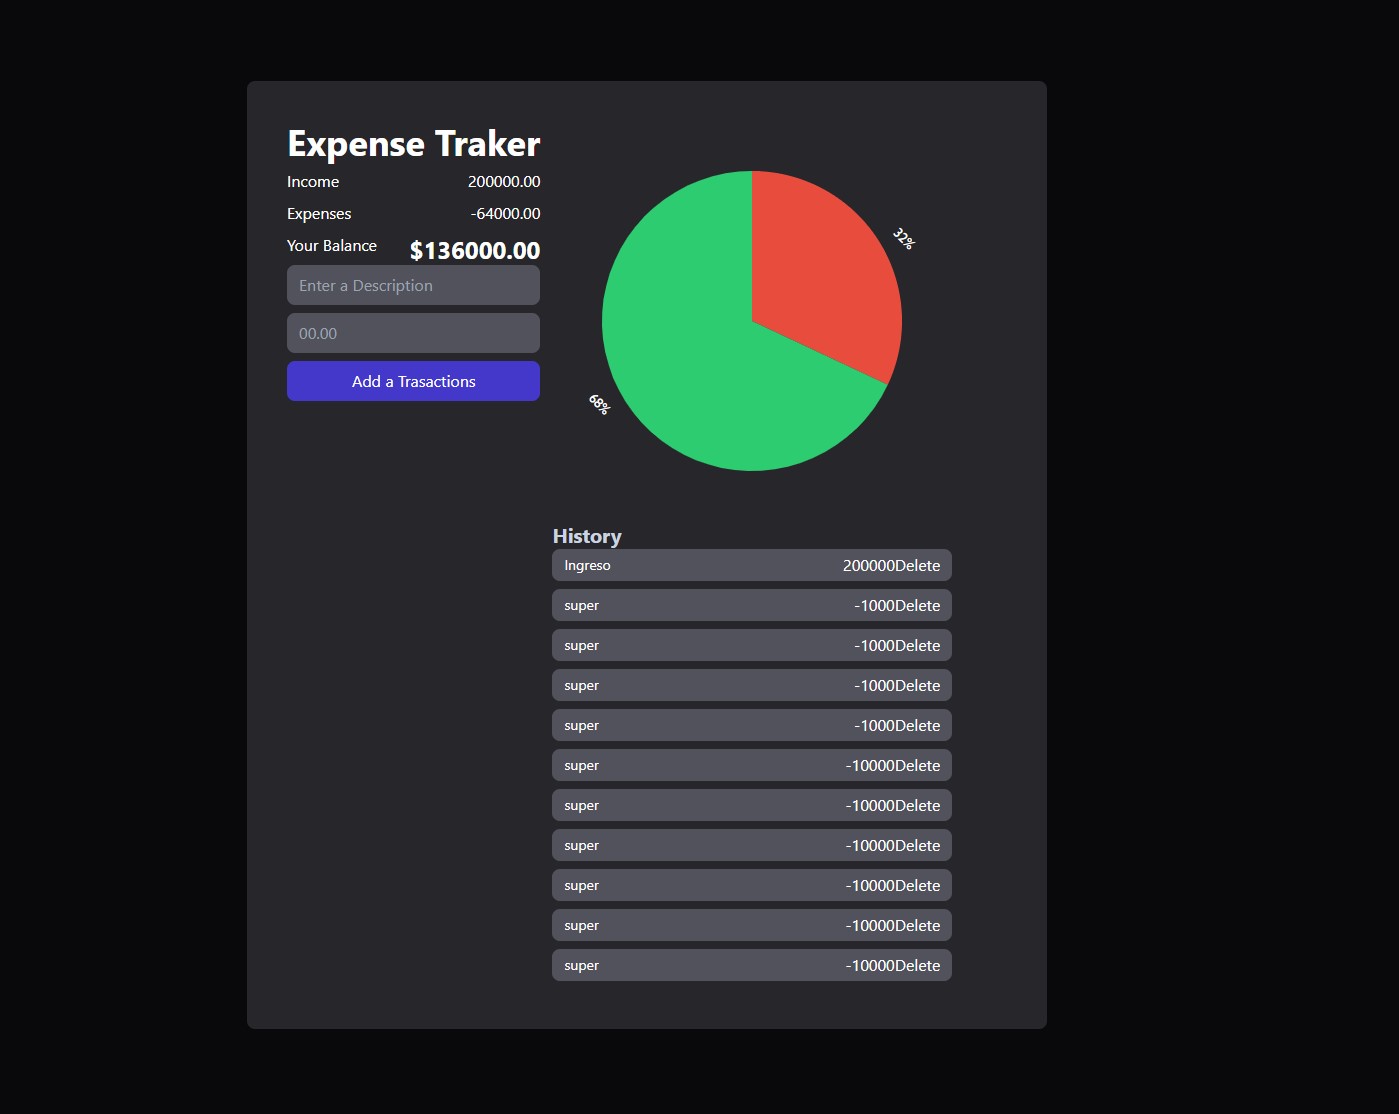 Expense Traker
Income 200000.00
Expenses -64000.00
Your Balance $136000.00
Enter a Description
00.00
Add a Trasactions
32%
68%
History
Ingreso 200000Delete
super -1000Delete
super -1000Delete
super -1000Delete
super -1000Delete
super -10000Delete
super -10000Delete
super -10000Delete
super -10000Delete
super -10000Delete
super -10000Delete